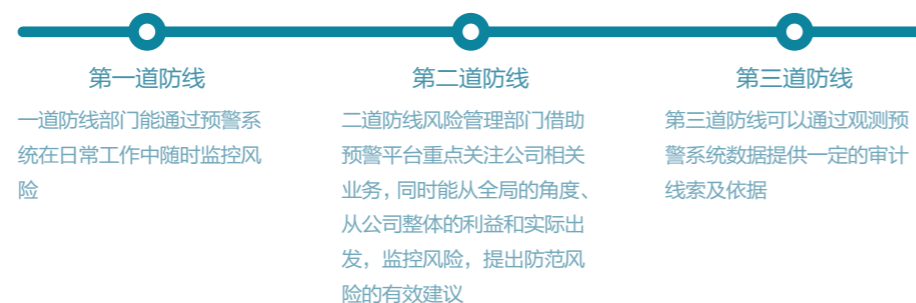 第一道防线
一道防线部门能通过预警系
统在日常工作中随时监控风
险
第二道防线
二道防线风险管理部门借助
预警平台重点关注公司相关
业务，同时能从全局的角度、
从公司整体的利益和实际出
发，监控风险，提出防范风
险的有效建议
第三道防线
第三道防线可以通过观测预
警系统数据提供一定的审计
线索及依据